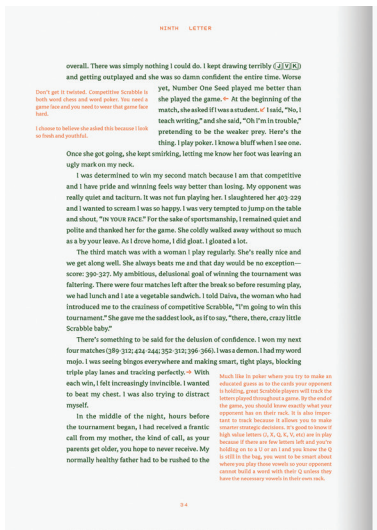 NINTH LETTER
overall. There was simply nothing I could do. I kept drawing terribly (J V K)
and getting outplayed and she was so damn confident the entire time. Worse
yet, Number One Seed played me better than
she played the game. ← At the beginning of the
match, she asked if I was a student. ↙ I said, "No, I
teach writing," and she said, "Oh I'm in trouble,"
pretending to be the weaker prey. Here's the
thing. I play poker. I know a bluff when I see one.
Don't get it twisted. Competitive Scrabble is
both word chess and word poker. You need a
game face and you need to wear that game face
hard.
I choose to believe she asked this because I look
so fresh and youthful.
Once she got going, she kept smirking, letting me know her foot was leaving an
ugly mark on my neck.
I was determined to win my second match because I am that competitive
and I have pride and winning feels way better than losing. My opponent was
really quiet and taciturn. It was not fun playing her. I slaughtered her 403-229
and I wanted to scream I was so happy. I was very tempted to jump on the table
and shout, "IN YOUR FACE." For the sake of sportsmanship, I remained quiet and
polite and thanked her for the game. She coldly walked away without so much
as a by your leave. As I drove home, I did gloat. I gloated a lot.
The third match was with a woman I play regularly. She's really nice and
we get along well. She always beats me and that day would be no exception—
score: 390-327. My ambitious, delusional goal of winning the tournament was
faltering. There were four matches left after the break so before resuming play,
we had lunch and I ate a vegetable sandwich. I told Daiva, the woman who had
introduced me to the craziness of competitive Scrabble, "I'm going to win this
tournament." She gave me the saddest look, as if to say, "there, there, crazy little
Scrabble baby."
There's something to be said for the delusion of confidence. I won my next
four matches (389-312; 424-244; 352-312; 396-366). I was a demon. I had my word
mojo. I was seeing bingos everywhere and making smart, tight plays, blocking
triple play lanes and tracking perfectly. → With
each win, I felt increasingly invincible. I wanted
to beat my chest. I was also trying to distract
myself.
In the middle of the night, hours before
the tournament began, I had received a frantic
call from my mother, the kind of call, as your
parents get older, you hope to never receive. My
normally healthy father had to be rushed to the
Much like in poker where you try to make an
educated guess as to the cards your opponent
is holding, great Scrabble players will track the
letters played throughout a game. By the end of
the game, you should know exactly what your
opponent has on their rack. It is also impor-
tant to track because it allows you to make
smarter strategic decisions. It's good to know if
high value letters (J, X, Q, K, V, etc) are in play
because if there are few letters left and you're
holding on to a U or an I and you know the Q
is still in the bag, you want to be smart about
where you play those vowels so your opponent
cannot build a word with their Q unless they
have the necessary vowels in their own rack.
34